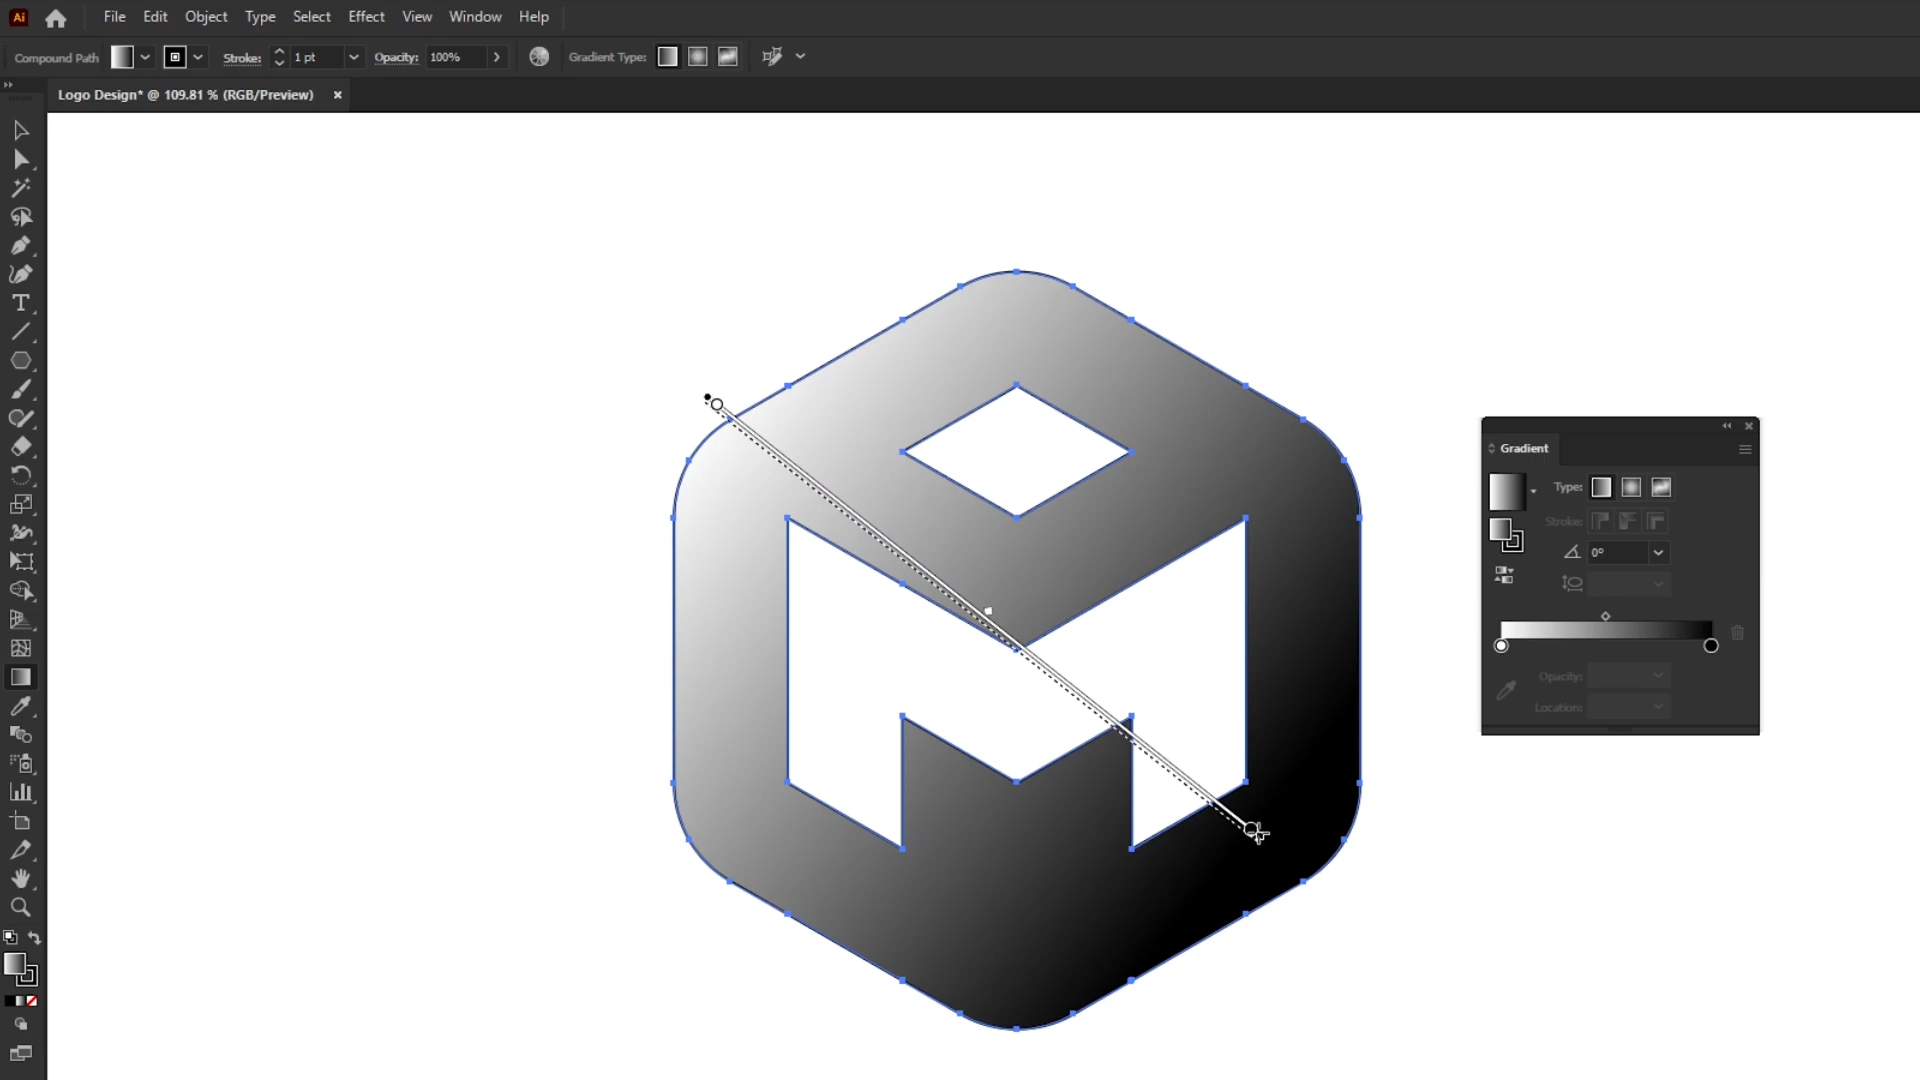 Ai File Edit Object Type Select Effect View Window Help
Compound Path Stroke: 1 pt Opacity: 100% Gradient Type:
Logo Design* @ 109.81 % (RGB/Preview) ×
Gradient
Type:
Stroke:
0°
Opacity:
Location: